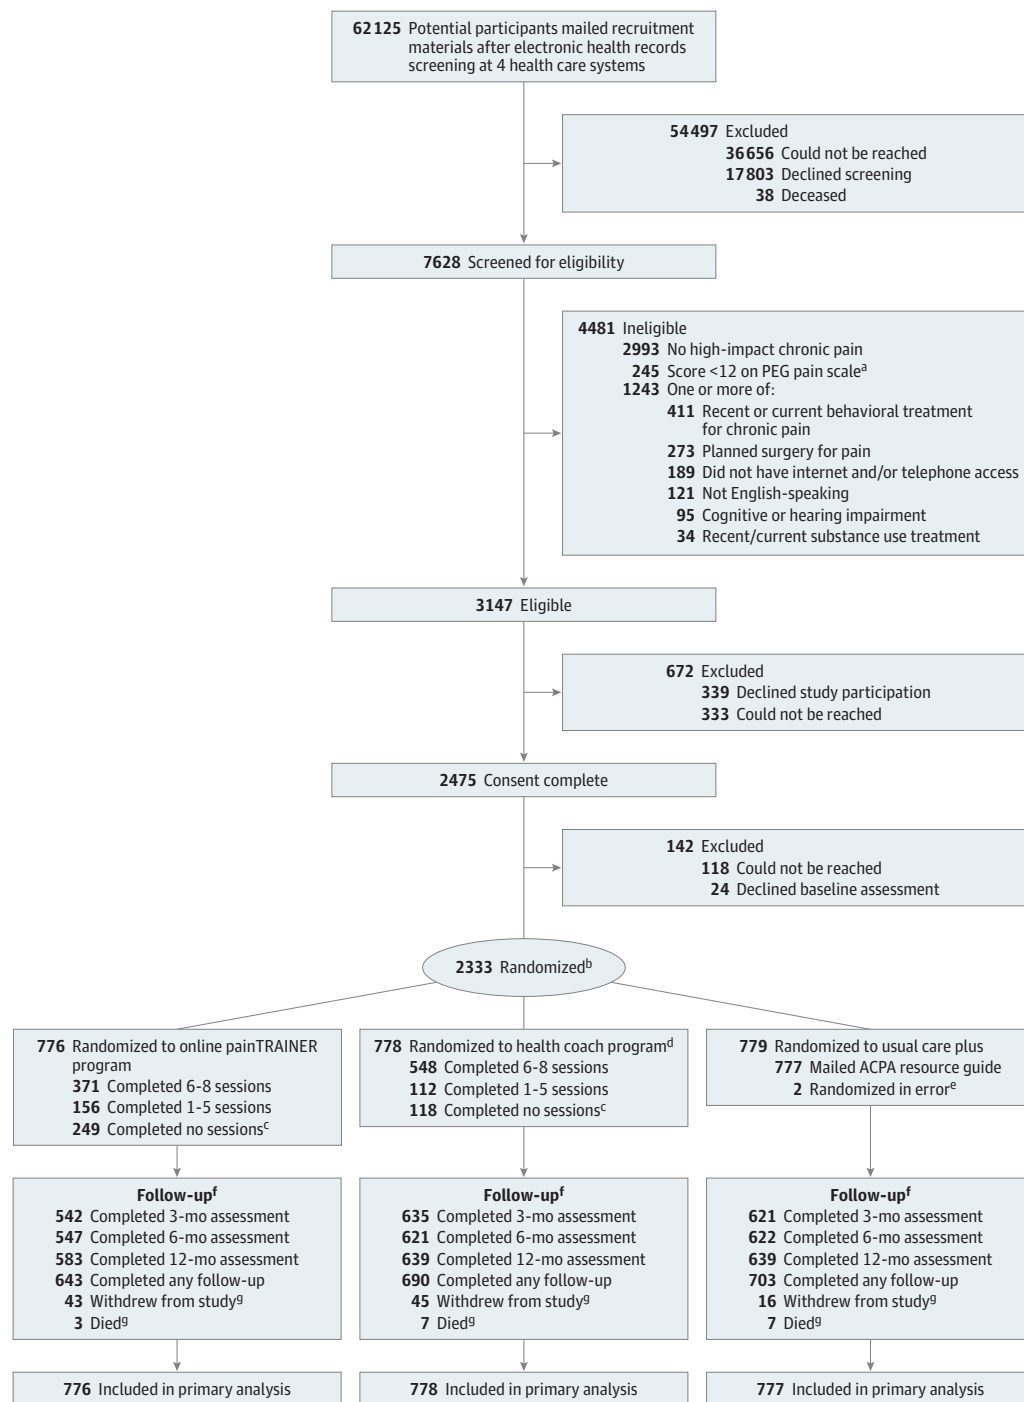 62 125 Potential participants mailed recruitment
materials after electronic health records
screening at 4 health care systems
54 497 Excluded
36 656 Could not be reached
17 803 Declined screening
38 Deceased
7628 Screened for eligibility
4481 Ineligible
2993 No high-impact chronic pain
245 Score <12 on PEG pain scaleᵃ
1243 One or more of:
411 Recent or current behavioral treatment
for chronic pain
273 Planned surgery for pain
189 Did not have internet and/or telephone access
121 Not English-speaking
95 Cognitive or hearing impairment
34 Recent/current substance use treatment
3147 Eligible
672 Excluded
339 Declined study participation
333 Could not be reached
2475 Consent complete
142 Excluded
118 Could not be reached
24 Declined baseline assessment
2333 Randomizedᵇ
776 Randomized to online painTRAINER
program
371 Completed 6-8 sessions
156 Completed 1-5 sessions
249 Completed no sessionsᶜ
778 Randomized to health coach programᵈ
548 Completed 6-8 sessions
112 Completed 1-5 sessions
118 Completed no sessionsᶜ
779 Randomized to usual care plus
777 Mailed ACPA resource guide
2 Randomized in errorᵉ
Follow-upᶠ
542 Completed 3-mo assessment
547 Completed 6-mo assessment
583 Completed 12-mo assessment
643 Completed any follow-up
43 Withdrew from studyᵍ
3 Diedᵍ
Follow-upᶠ
635 Completed 3-mo assessment
621 Completed 6-mo assessment
639 Completed 12-mo assessment
690 Completed any follow-up
45 Withdrew from studyᵍ
7 Diedᵍ
Follow-upᶠ
621 Completed 3-mo assessment
622 Completed 6-mo assessment
639 Completed 12-mo assessment
703 Completed any follow-up
16 Withdrew from studyᵍ
7 Diedᵍ
776 Included in primary analysis
778 Included in primary analysis
777 Included in primary analysis